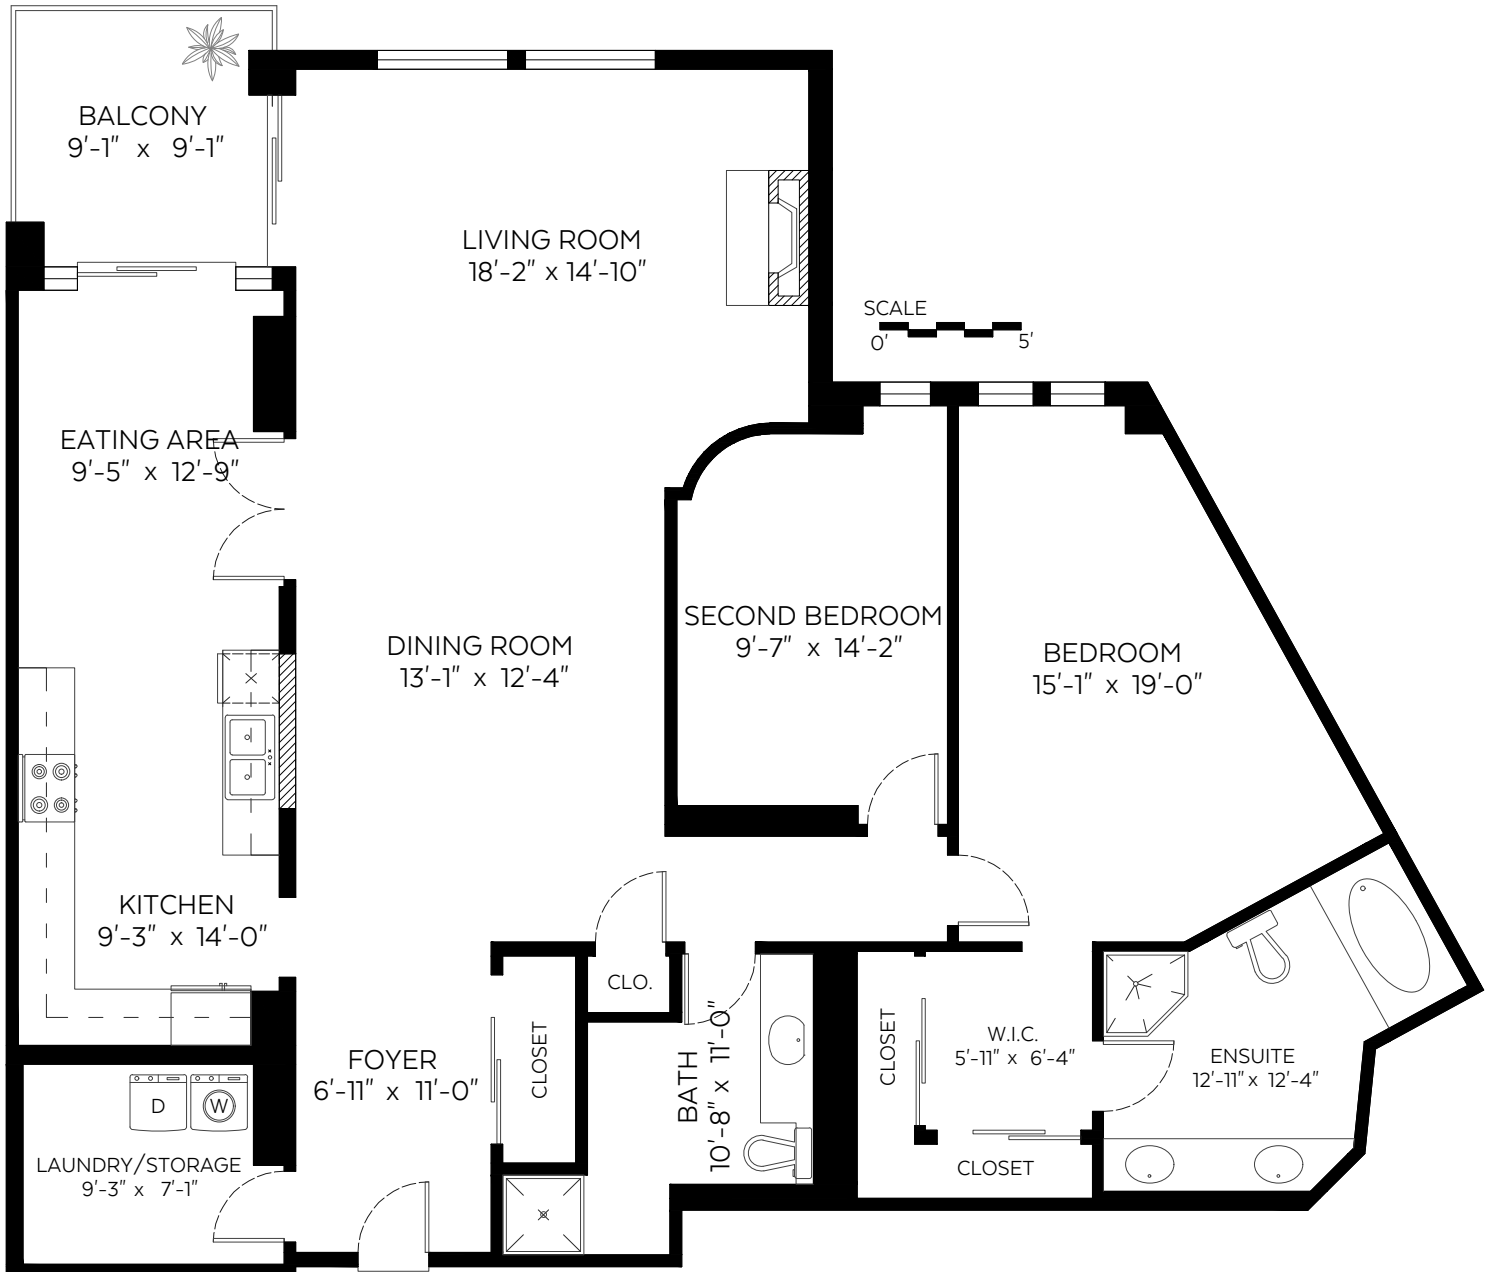 BALCONY
9'-1" x 9'-1"
LIVING ROOM
18'-2" x 14'-10"
SCALE
0' 5'
EATING AREA
9'-5" x 12'-9"
DINING ROOM
13'-1" x 12'-4"
SECOND BEDROOM
9'-7" x 14'-2"
BEDROOM
15'-1" x 19'-0"
KITCHEN
9'-3" x 14'-0"
CLO.
CLOSET
FOYER
6'-11" x 11'-0"
BATH
10'-8" x 11'-0"
CLOSET
W.I.C.
5'-11" x 6'-4"
ENSUITE
12'-11" x 12'-4"
D
W
LAUNDRY/STORAGE
9'-3" x 7'-1"
CLOSET